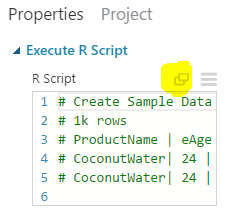 Properties Project
Execute R Script
R Script
1 # Create Sample Data
2 # 1k rows
3 # ProductName | eAge
4 # CoconutWater| 24 |
5 # CoconutWater| 24 |
6